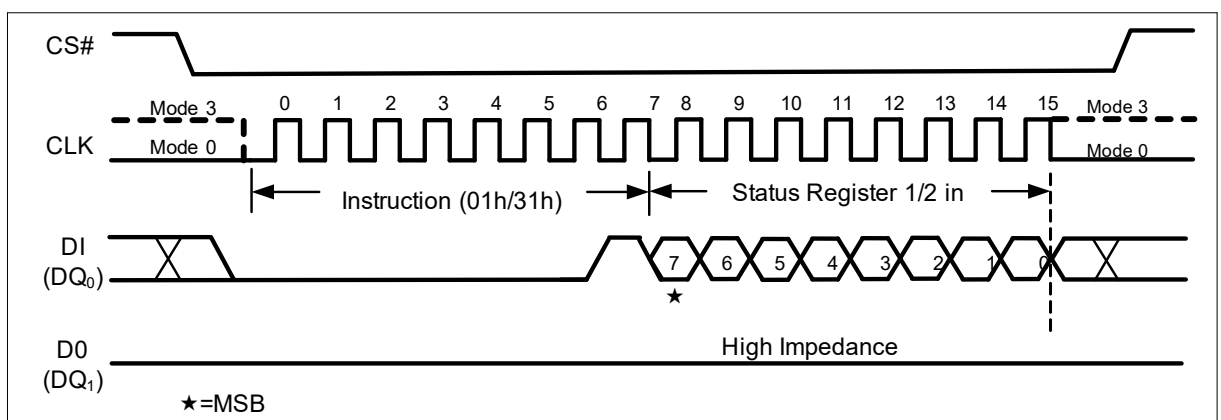 CS#
Mode 3 0 1 2 3 4 5 6 7 8 9 10 11 12 13 14 15 Mode 3
CLK Mode 0 Mode 0
Instruction (01h/31h) Status Register 1/2 in
DI
(DQ0) 7 6 5 4 3 2 1 0
★
D0 High Impedance
(DQ1)
★=MSB